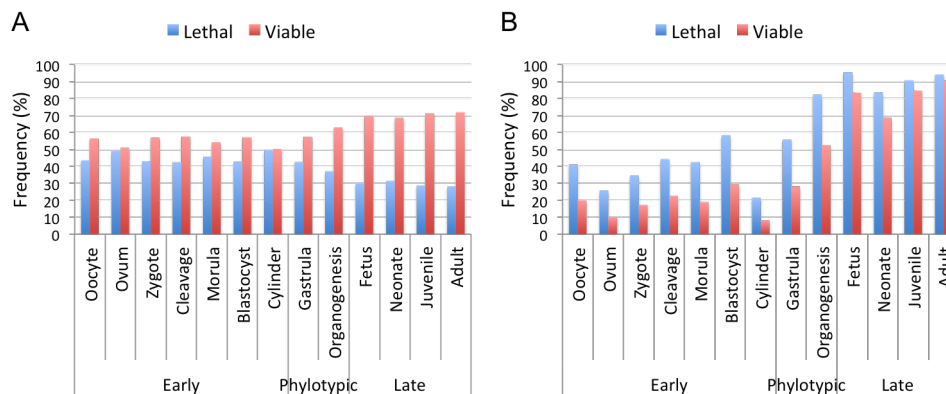 A
Lethal Viable
Frequency (%)
100
90
80
70
60
50
40
30
20
10
0
Oocyte
Ovum
Zygote
Cleavage
Morula
Blastocyst
Cylinder
Gastrula
Organogenesis
Fetus
Neonate
Juvenile
Adult
Early
Phylotypic
Late
B
Lethal Viable
Frequency (%)
100
90
80
70
60
50
40
30
20
10
0
Oocyte
Ovum
Zygote
Cleavage
Morula
Blastocyst
Cylinder
Gastrula
Organogenesis
Fetus
Neonate
Juvenile
Adult
Early
Phylotypic
Late